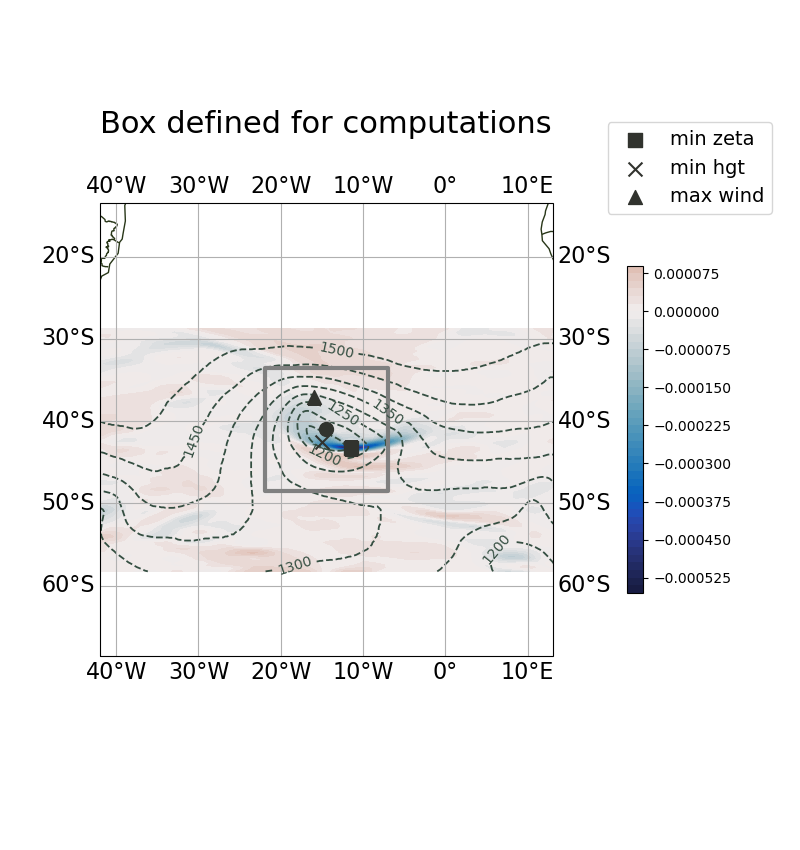 Box defined for computations
min zeta
min hgt
max wind
40°W 30°W 20°W 10°W 0° 10°E
20°S 20°S
30°S 30°S
40°S 40°S
50°S 50°S
60°S 60°S
1500
1450
1250
1350
1200
1300
1200
40°W 30°W 20°W 10°W 0° 10°E
0.000075
0.000000
−0.000075
−0.000150
−0.000225
−0.000300
−0.000375
−0.000450
−0.000525